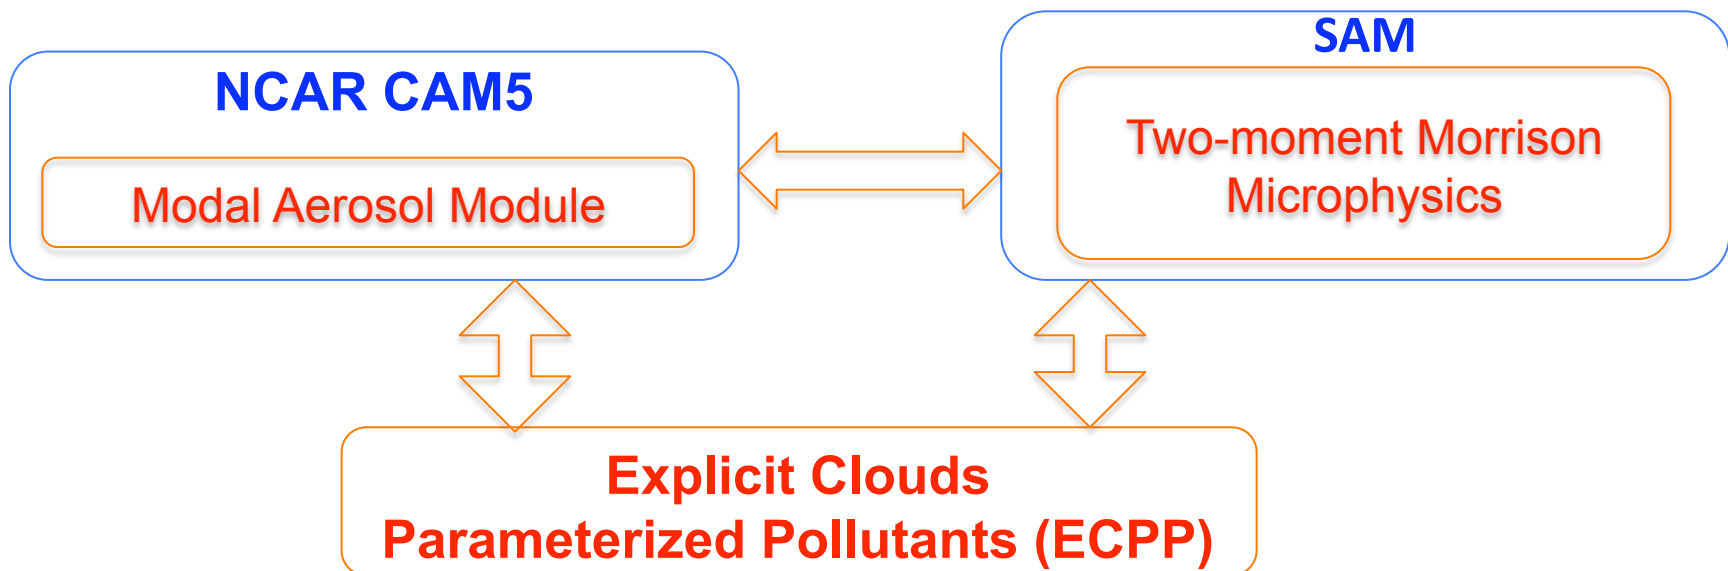 NCAR CAM5
Modal Aerosol Module
SAM
Two-moment Morrison
Microphysics
Explicit Clouds
Parameterized Pollutants (ECPP)